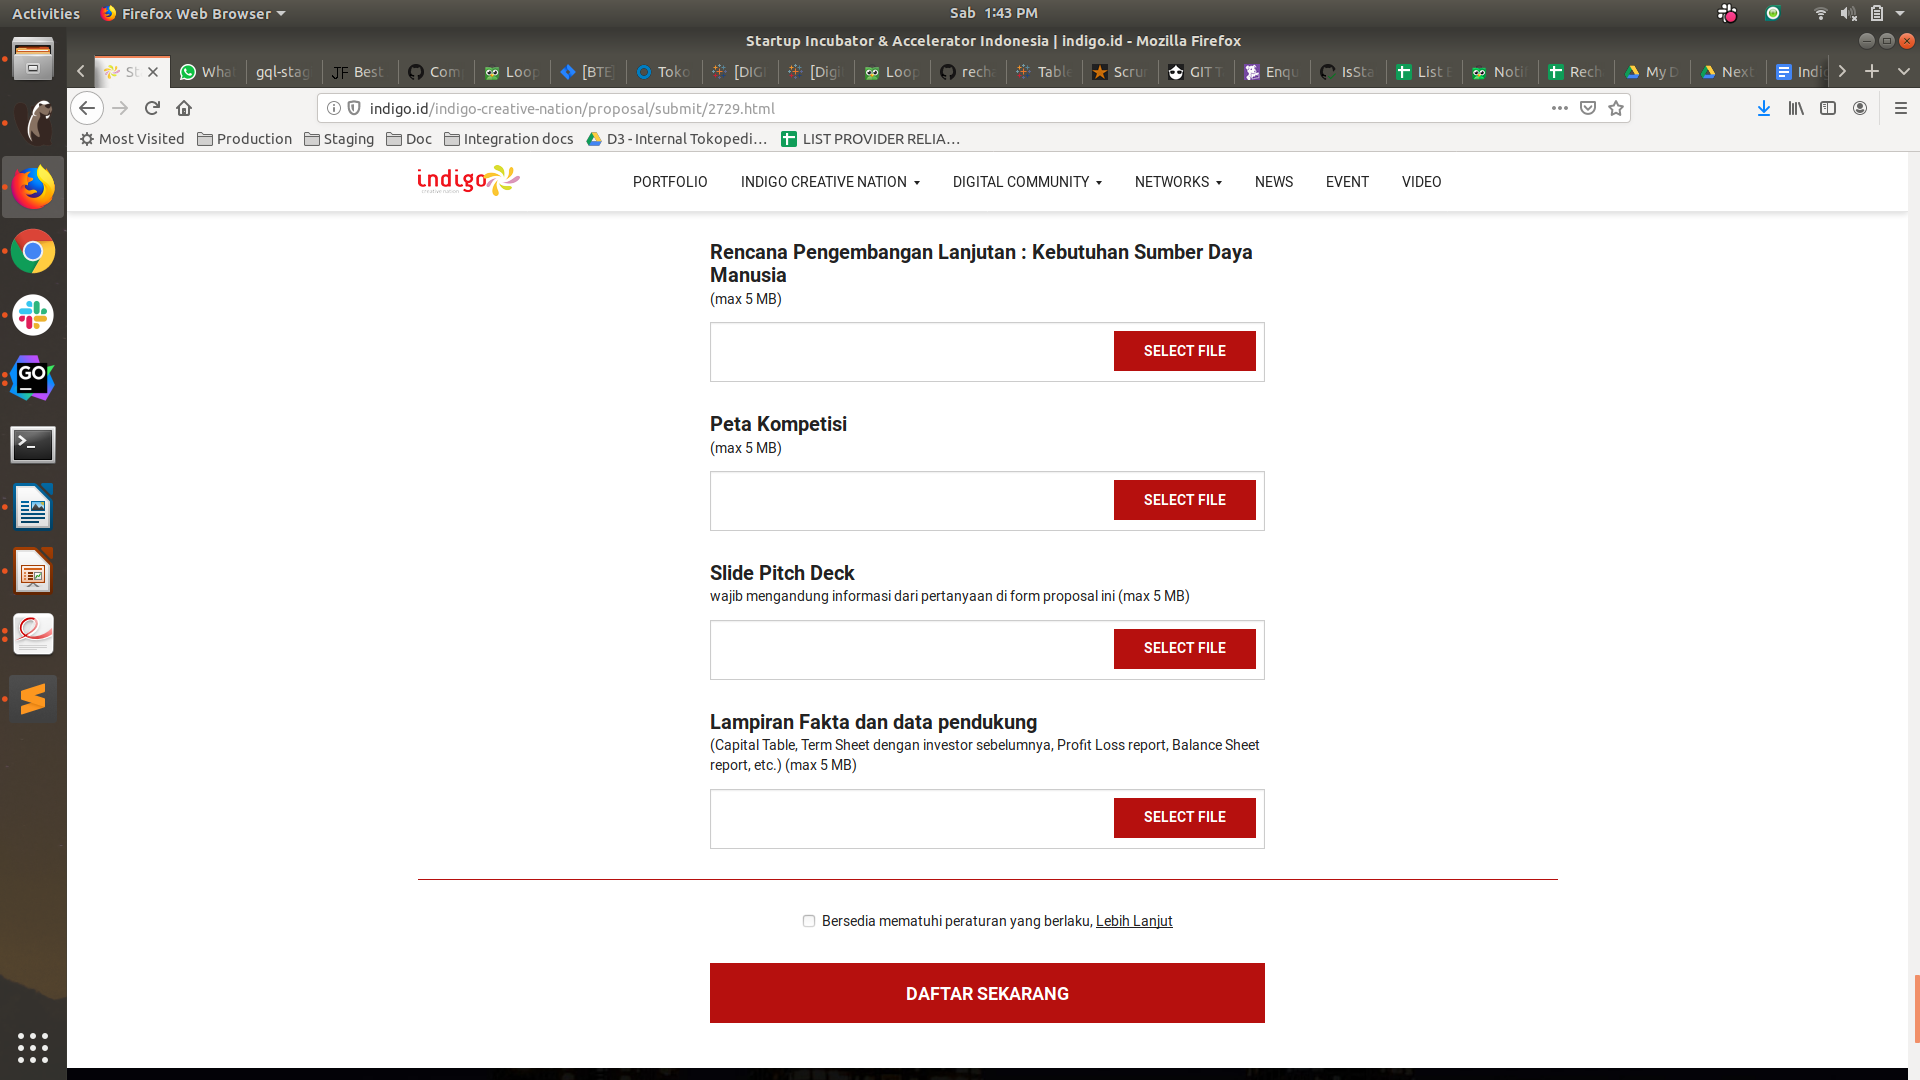 Activities
Firefox Web Browser
Sab 1:43 PM
Startup Incubator & Accelerator Indonesia | indigo.id - Mozilla Firefox
St
What
gql-stag
JF Best
Com
Loop
[BTE
Toko
[DIG
[Digi
Loop
recha
Table
Scru
GIT T
Enqu
IsSta
List
Noti
Rech
My D
Next
Indi
indigo.id/indigo-creative-nation/proposal/submit/2729.html
Most Visited
Production
Staging
Doc
Integration docs
D3 - Internal Tokopedi...
LIST PROVIDER RELIA...
indigo
creative nation
PORTFOLIO
INDIGO CREATIVE NATION
DIGITAL COMMUNITY
NETWORKS
NEWS
EVENT
VIDEO
Rencana Pengembangan Lanjutan : Kebutuhan Sumber Daya
Manusia
(max 5 MB)
SELECT FILE
Peta Kompetisi
(max 5 MB)
SELECT FILE
Slide Pitch Deck
wajib mengandung informasi dari pertanyaan di form proposal ini (max 5 MB)
SELECT FILE
Lampiran Fakta dan data pendukung
(Capital Table, Term Sheet dengan investor sebelumnya, Profit Loss report, Balance Sheet
report, etc.) (max 5 MB)
SELECT FILE
Bersedia mematuhi peraturan yang berlaku, Lebih Lanjut
DAFTAR SEKARANG
GO